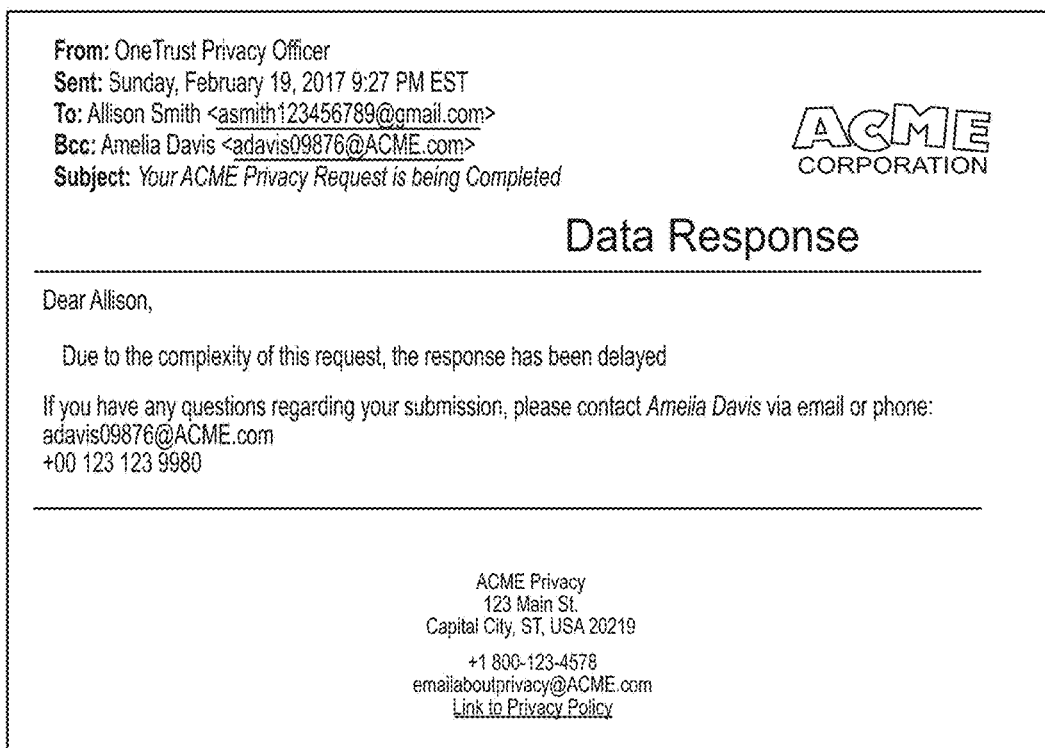 From: OneTrust Privacy Officer
Sent: Sunday, February 19, 2017 9:27 PM EST
To: Allison Smith <asmith123456789@gmail.com>
Bcc: Amelia Davis <adavis09876@ACME.com>
Subject: Your ACME Privacy Request is being Completed
ACME
CORPORATION
Data Response
Dear Allison,
Due to the complexity of this request, the response has been delayed
If you have any questions regarding your submission, please contact Amelia Davis via email or phone:
adavis09876@ACME.com
+00 123 123 9980
ACME Privacy
123 Main St.
Capital City, ST, USA 20219
+1 800-123-4578
emailaboutprivacy@ACME.com
Link to Privacy Policy